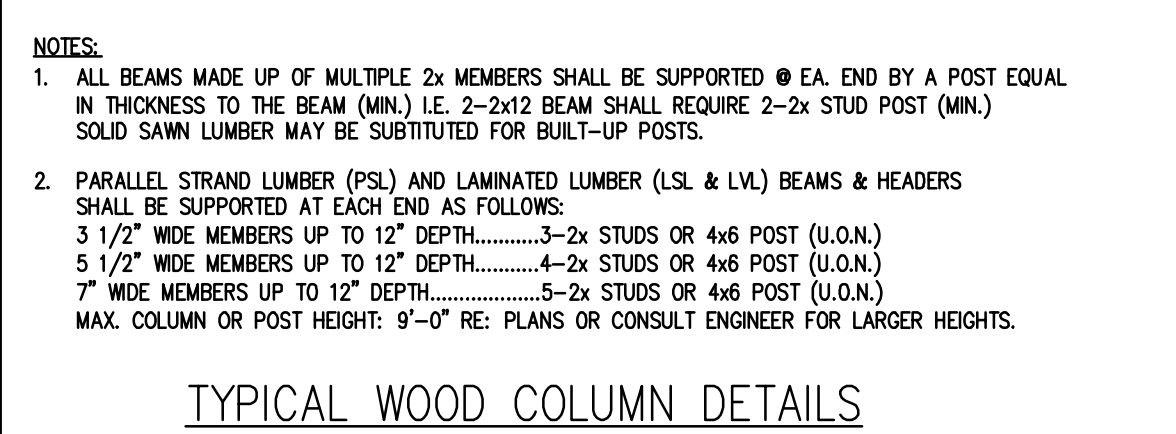 NOTES:
1. ALL BEAMS MADE UP OF MULTIPLE 2x MEMBERS SHALL BE SUPPORTED @ EA. END BY A POST EQUAL
IN THICKNESS TO THE BEAM (MIN.) I.E. 2-2x12 BEAM SHALL REQUIRE 2-2x STUD POST (MIN.)
SOLID SAWN LUMBER MAY BE SUBTITUTED FOR BUILT-UP POSTS.
2. PARALLEL STRAND LUMBER (PSL) AND LAMINATED LUMBER (LSL & LVL) BEAMS & HEADERS
SHALL BE SUPPORTED AT EACH END AS FOLLOWS:
3 1/2" WIDE MEMBERS UP TO 12" DEPTH...........3-2x STUDS OR 4x6 POST (U.O.N.)
5 1/2" WIDE MEMBERS UP TO 12" DEPTH...........4-2x STUDS OR 4x6 POST (U.O.N.)
7" WIDE MEMBERS UP TO 12" DEPTH...................5-2x STUDS OR 4x6 POST (U.O.N.)
MAX. COLUMN OR POST HEIGHT: 9'-0" RE: PLANS OR CONSULT ENGINEER FOR LARGER HEIGHTS.
TYPICAL WOOD COLUMN DETAILS